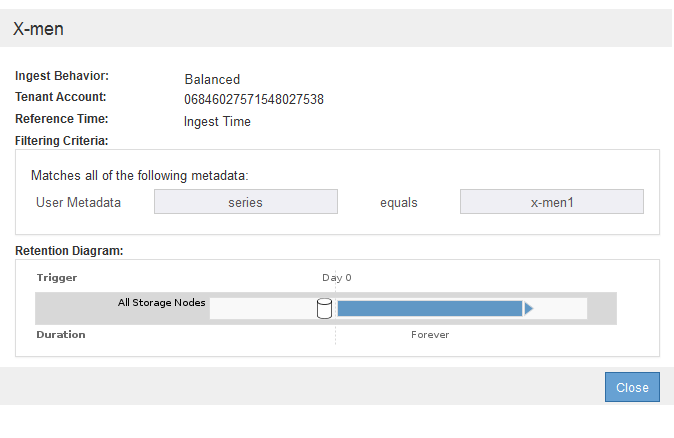 X-men
Ingest Behavior: Balanced
Tenant Account: 06846027571548027538
Reference Time: Ingest Time
Filtering Criteria:
Matches all of the following metadata:
User Metadata series equals x-men1
Retention Diagram:
Trigger Day 0
All Storage Nodes
Duration Forever
Close